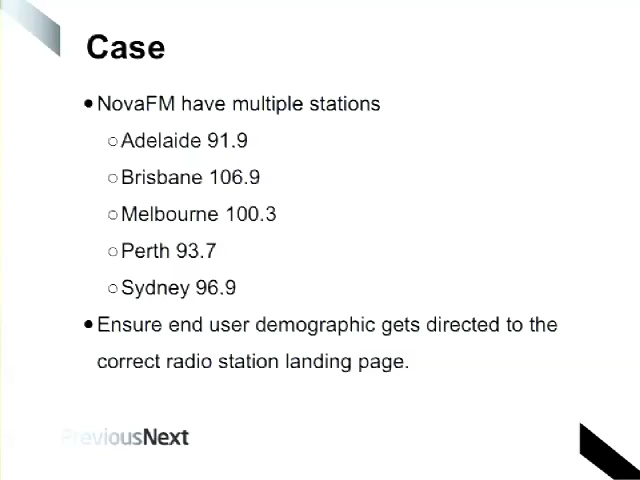 Case
●NovaFM have multiple stations
○Adelaide 91.9
○Brisbane 106.9
○Melbourne 100.3
○Perth 93.7
○Sydney 96.9
●Ensure end user demographic gets directed to the
correct radio station landing page.
PreviousNext